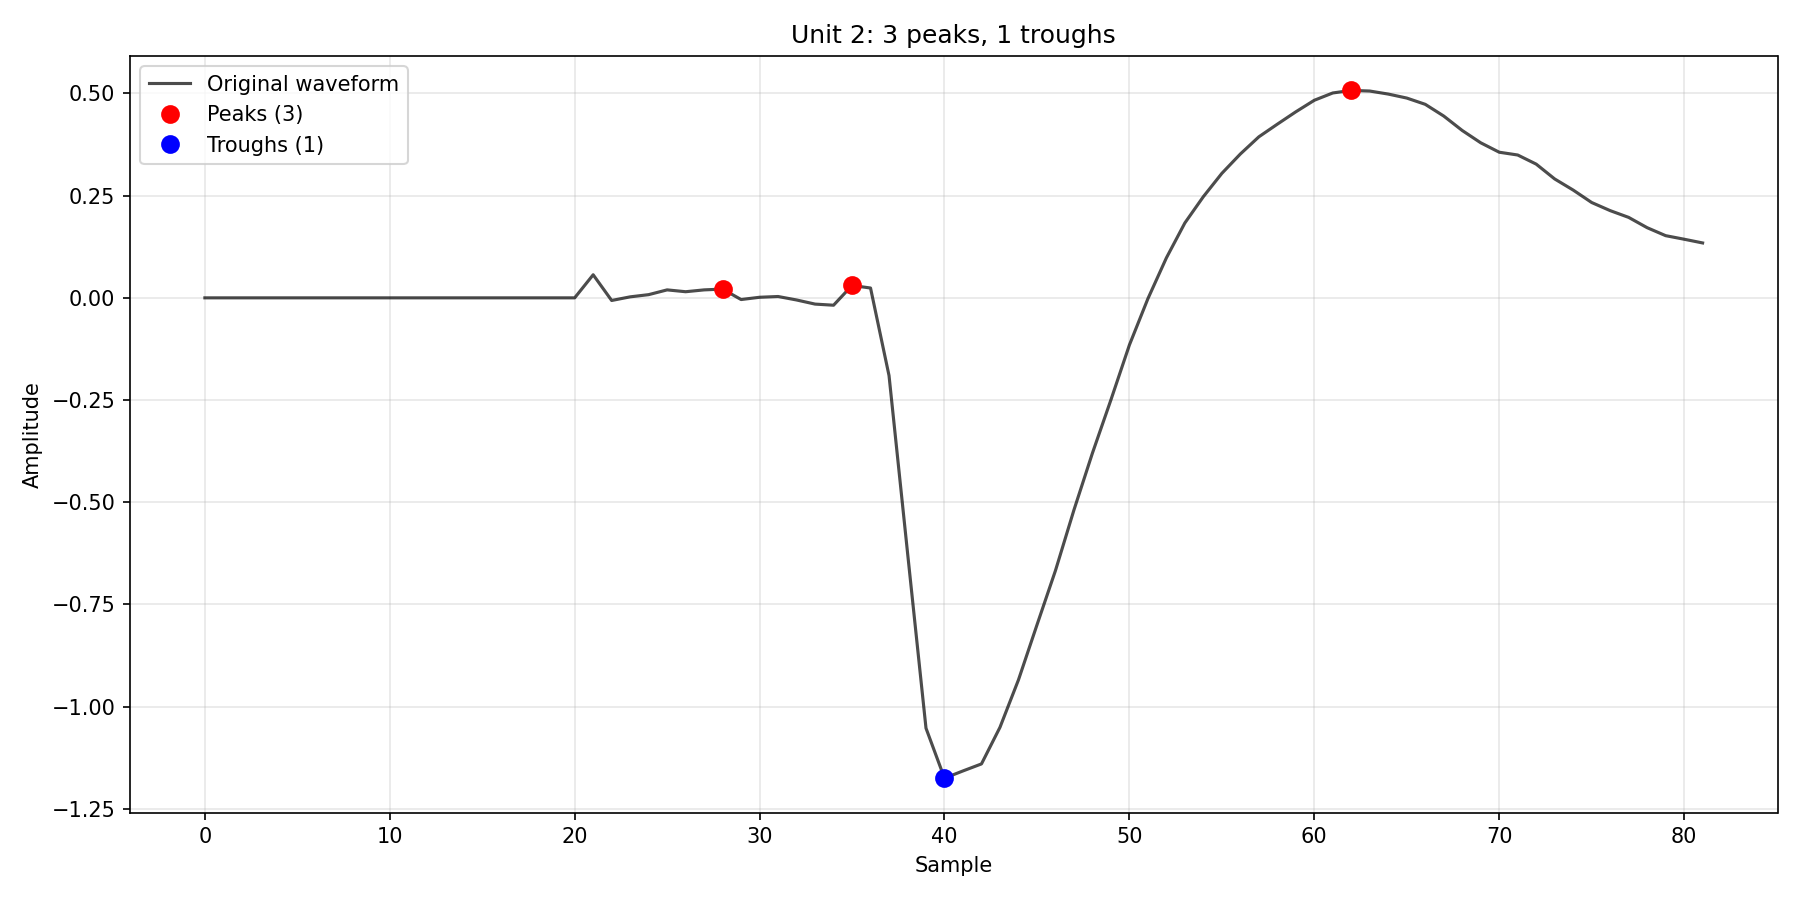 Unit 2: 3 peaks, 1 troughs
Original waveform
Peaks (3)
Troughs (1)
0.50
0.25
0.00
−0.25
−0.50
−0.75
−1.00
−1.25
Amplitude
0 10 20 30 40 50 60 70 80
Sample